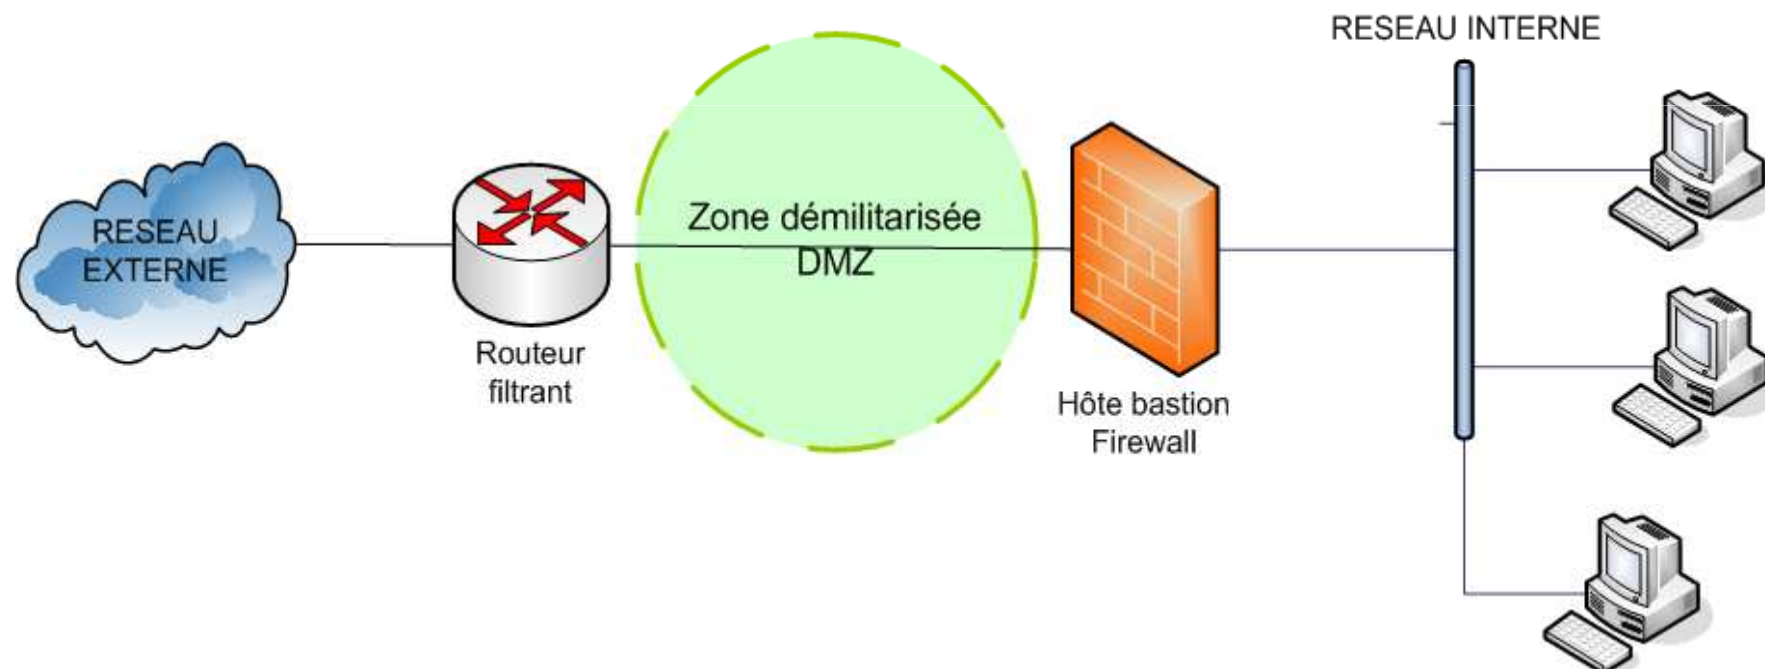 RESEAU INTERNE
RESEAU
EXTERNE
Zone démilitarisée
DMZ
Routeur
filtrant
Hôte bastion
Firewall